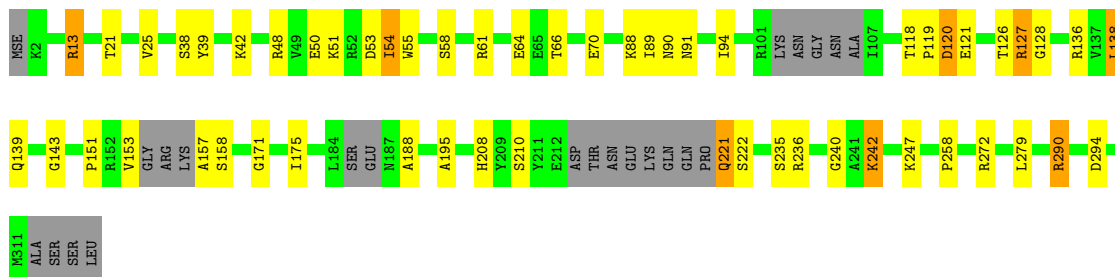 MSE K2 R13 T21 V25 S38 Y39 K42 R48 V49 E50 K51 R52 D53 I54 W55 S58 R61 E64 E65 T66 E70 K88 I89 N90 N91 I94 R101 LYS ASN GLY ASN ALA I107 T118 P119 D120 E121 T126 R127 G128 R136 V137 L138
Q139 G143 P151 R152 V153 GLY ARG LYS A157 S158 G171 I175 L184 SER GLU N187 A188 A195 H208 Y209 S210 Y211 E212 ASP THR ASN GLU LYS GLN GLN PRO Q221 S222 S235 R236 G240 A241 K242 K247 P258 R272 L279 R290 D294
M311 ALA SER SER LEU